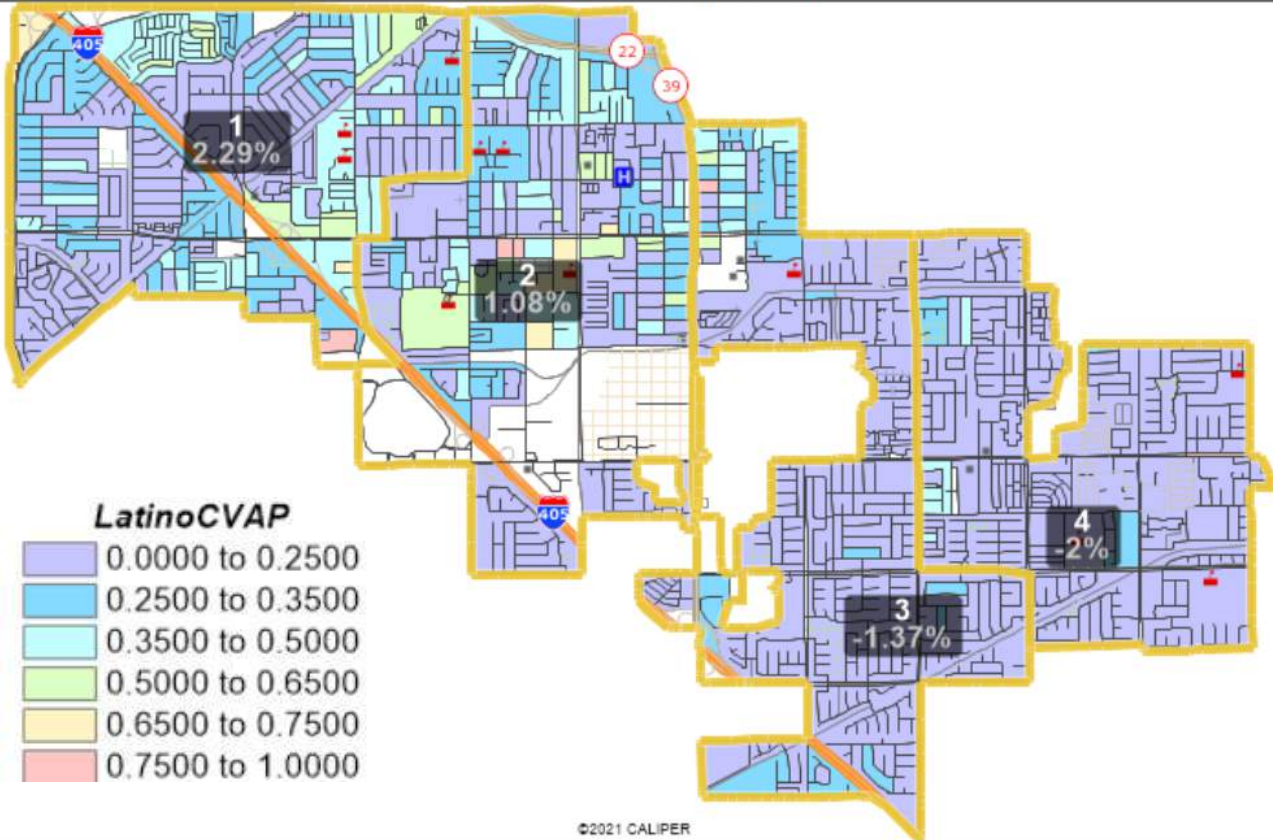 405
22
39
1
2.29%
H
2
1.08%
405
4
-2%
3
-1.37%
LatinoCVAP
0.0000 to 0.2500
0.2500 to 0.3500
0.3500 to 0.5000
0.5000 to 0.6500
0.6500 to 0.7500
0.7500 to 1.0000
©2021 CALIPER